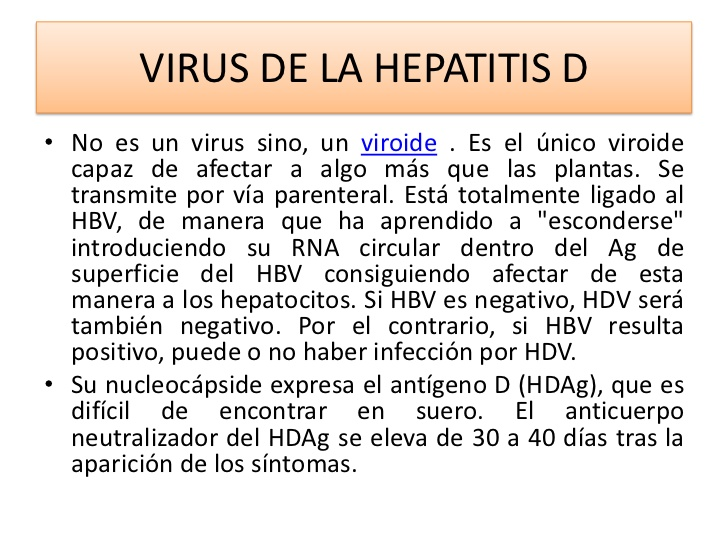 VIRUS DE LA HEPATITIS D
• No es un virus sino, un viroide . Es el único viroide
capaz de afectar a algo más que las plantas. Se
transmite por vía parenteral. Está totalmente ligado al
HBV, de manera que ha aprendido a "esconderse"
introduciendo su RNA circular dentro del Ag de
superficie del HBV consiguiendo afectar de esta
manera a los hepatocitos. Si HBV es negativo, HDV será
también negativo. Por el contrario, si HBV resulta
positivo, puede o no haber infección por HDV.
• Su nucleocápside expresa el antígeno D (HDAg), que es
difícil de encontrar en suero. El anticuerpo
neutralizador del HDAg se eleva de 30 a 40 días tras la
aparición de los síntomas.